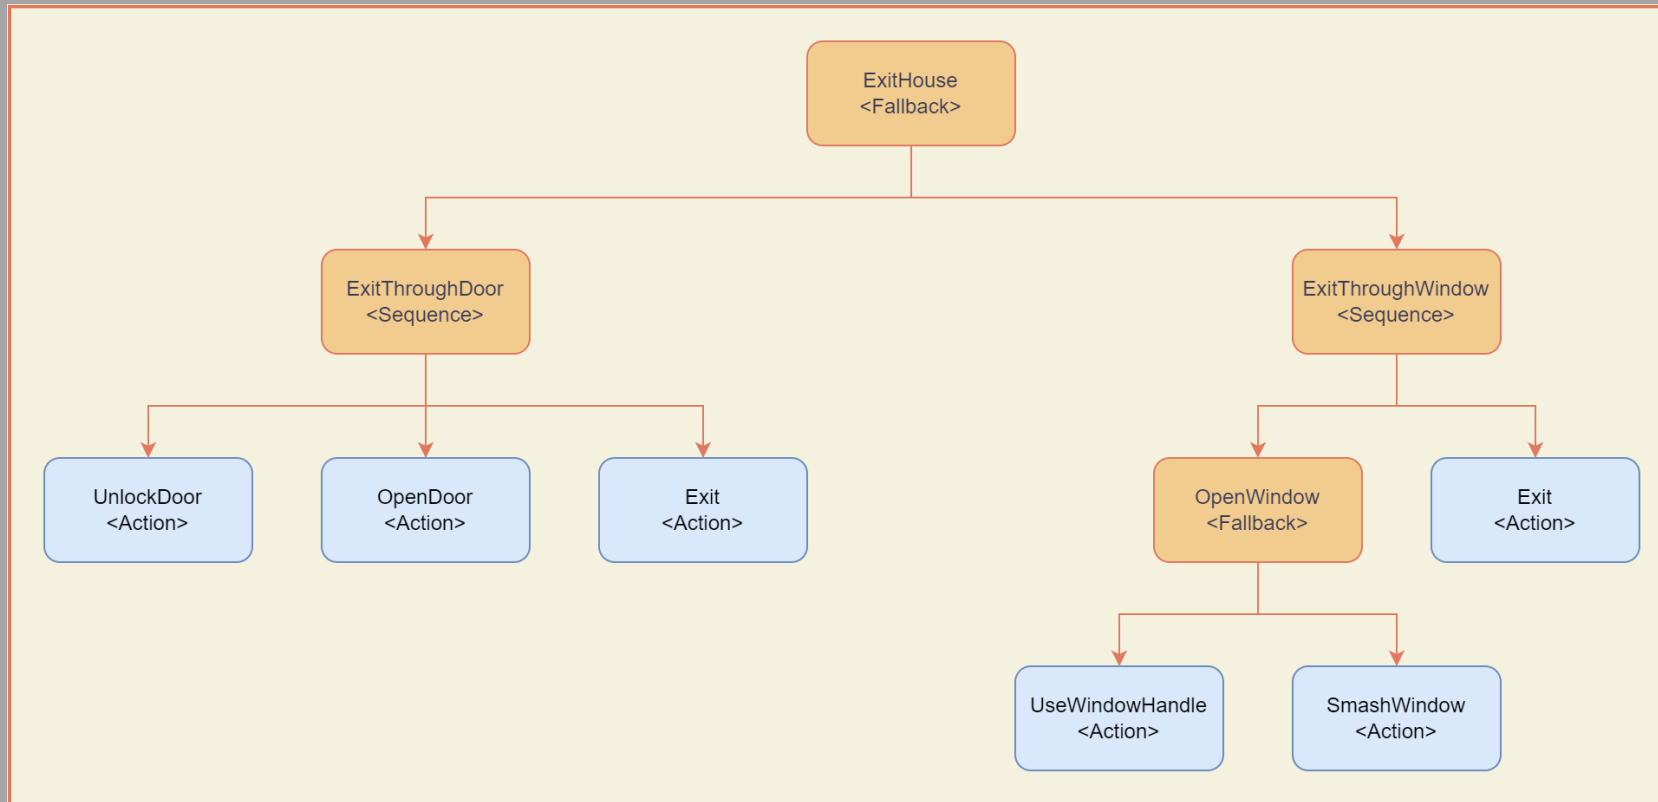 ExitHouse
<Fallback>
ExitThroughDoor
<Sequence>
ExitThroughWindow
<Sequence>
UnlockDoor
<Action>
OpenDoor
<Action>
Exit
<Action>
OpenWindow
<Fallback>
Exit
<Action>
UseWindowHandle
<Action>
SmashWindow
<Action>